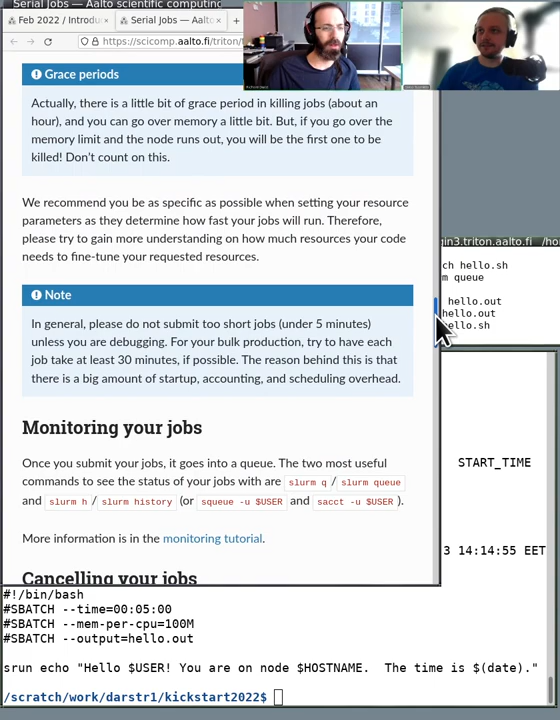 Serial Jobs — Aalto scientific computing
Feb 2022 / Introdu
Serial Jobs — Aalto
https://scicomp.aalto.fi/triton/
Grace periods
Actually, there is a little bit of grace period in killing jobs (about an
hour), and you can go over memory a little bit. But, if you go over the
memory limit and the node runs out, you will be the first one to be
killed! Don't count on this.
We recommend you be as specific as possible when setting your resource
parameters as they determine how fast your jobs will run. Therefore,
please try to gain more understanding on how much resources your code
needs to fine-tune your requested resources.
Note
In general, please do not submit too short jobs (under 5 minutes)
unless you are debugging. For your bulk production, try to have each
job take at least 30 minutes, if possible. The reason behind this is that
there is a big amount of startup, accounting, and scheduling overhead.
Monitoring your jobs
Once you submit your jobs, it goes into a queue. The two most useful
commands to see the status of your jobs with are slurm q / slurm queue
and slurm h / slurm history (or squeue -u $USER and sacct -u $USER ).
More information is in the monitoring tutorial.
Cancelling your jobs
gin3.triton.aalto.fi /ho
ch hello.sh
m queue
hello.out
hello.out
hello.sh
START_TIME
3 14:14:55 EET
#!/bin/bash
#SBATCH --time=00:05:00
#SBATCH --mem-per-cpu=100M
#SBATCH --output=hello.out
srun echo "Hello $USER! You are on node $HOSTNAME.  The time is $(date)."
/scratch/work/darstr1/kickstart2022$